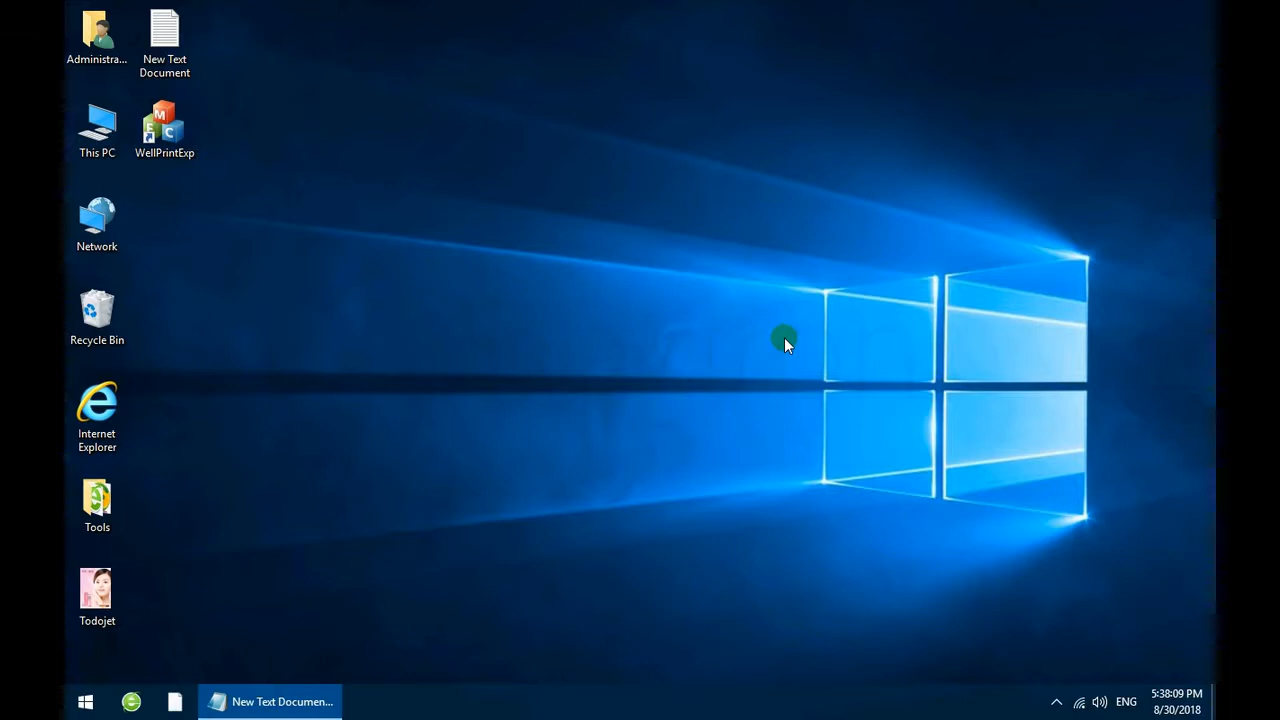 Administra...
New Text
Document
This PC
M
E
C
WellPrintExp
Network
Recycle Bin
Internet
Explorer
Tools
Todojet
New Text Documen...
ENG
5:38:09 PM
8/30/2018